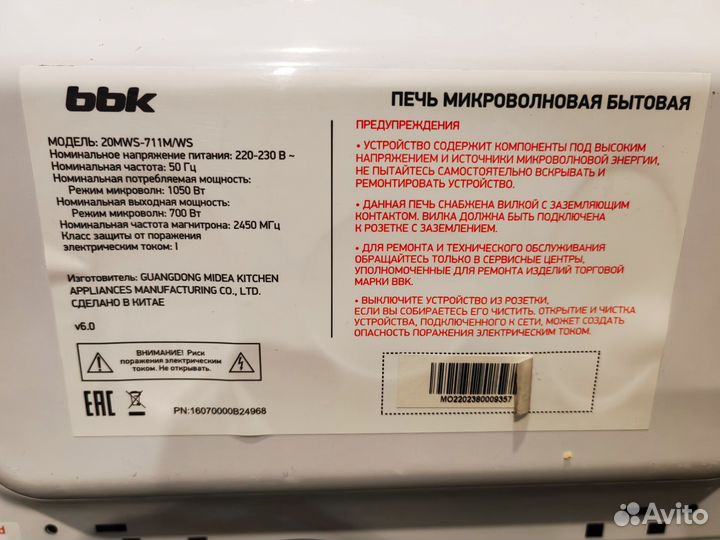 bbk
ПЕЧЬ МИКРОВОЛНОВАЯ БЫТОВАЯ
МОДЕЛЬ: 20MWS-711M/WS
Номинальное напряжение питания: 220-230 В ~
Номинальная частота: 50 Гц
Номинальная потребляемая мощность:
Режим микроволн: 1050 Вт
Номинальная выходная мощность:
Режим микроволн: 700 Вт
Номинальная частота магнитрона: 2450 МГц
Класс защиты от поражения
электрическим током: I
Изготовитель: GUANGDONG MIDEA KITCHEN
APPLIANCES MANUFACTURING CO., LTD.
СДЕЛАНО В КИТАЕ
v6.0
ВНИМАНИЕ! Риск
поражения электрическим
током. Не открывать.
EAC
PN:16070000B24968
ПРЕДУПРЕЖДЕНИЯ
• УСТРОЙСТВО СОДЕРЖИТ КОМПОНЕНТЫ ПОД ВЫСОКИМ
НАПРЯЖЕНИЕМ И ИСТОЧНИКИ МИКРОВОЛНОВОЙ ЭНЕРГИИ,
НЕ ПЫТАЙТЕСЬ САМОСТОЯТЕЛЬНО ВСКРЫВАТЬ И
РЕМОНТИРОВАТЬ УСТРОЙСТВО.
• ДАННАЯ ПЕЧЬ СНАБЖЕНА ВИЛКОЙ С ЗАЗЕМЛЯЮЩИМ
КОНТАКТОМ. ВИЛКА ДОЛЖНА БЫТЬ ПОДКЛЮЧЕНА
К РОЗЕТКЕ С ЗАЗЕМЛЕНИЕМ.
• ДЛЯ РЕМОНТА И ТЕХНИЧЕСКОГО ОБСЛУЖИВАНИЯ
ОБРАЩАЙТЕСЬ ТОЛЬКО В СЕРВИСНЫЕ ЦЕНТРЫ,
УПОЛНОМОЧЕННЫЕ ДЛЯ РЕМОНТА ИЗДЕЛИЙ ТОРГОВОЙ
МАРКИ BBK.
• ВЫКЛЮЧИТЕ УСТРОЙСТВО ИЗ РОЗЕТКИ,
ЕСЛИ ВЫ СОБИРАЕТЕСЬ ЕГО ЧИСТИТЬ. ОТКРЫТИЕ И ЧИСТКА
УСТРОЙСТВА, ПОДКЛЮЧЕННОГО К СЕТИ, МОЖЕТ СОЗДАТЬ
ОПАСНОСТЬ ПОРАЖЕНИЯ ЭЛЕКТРИЧЕСКИМ ТОКОМ.
MO2202380009357
Avito